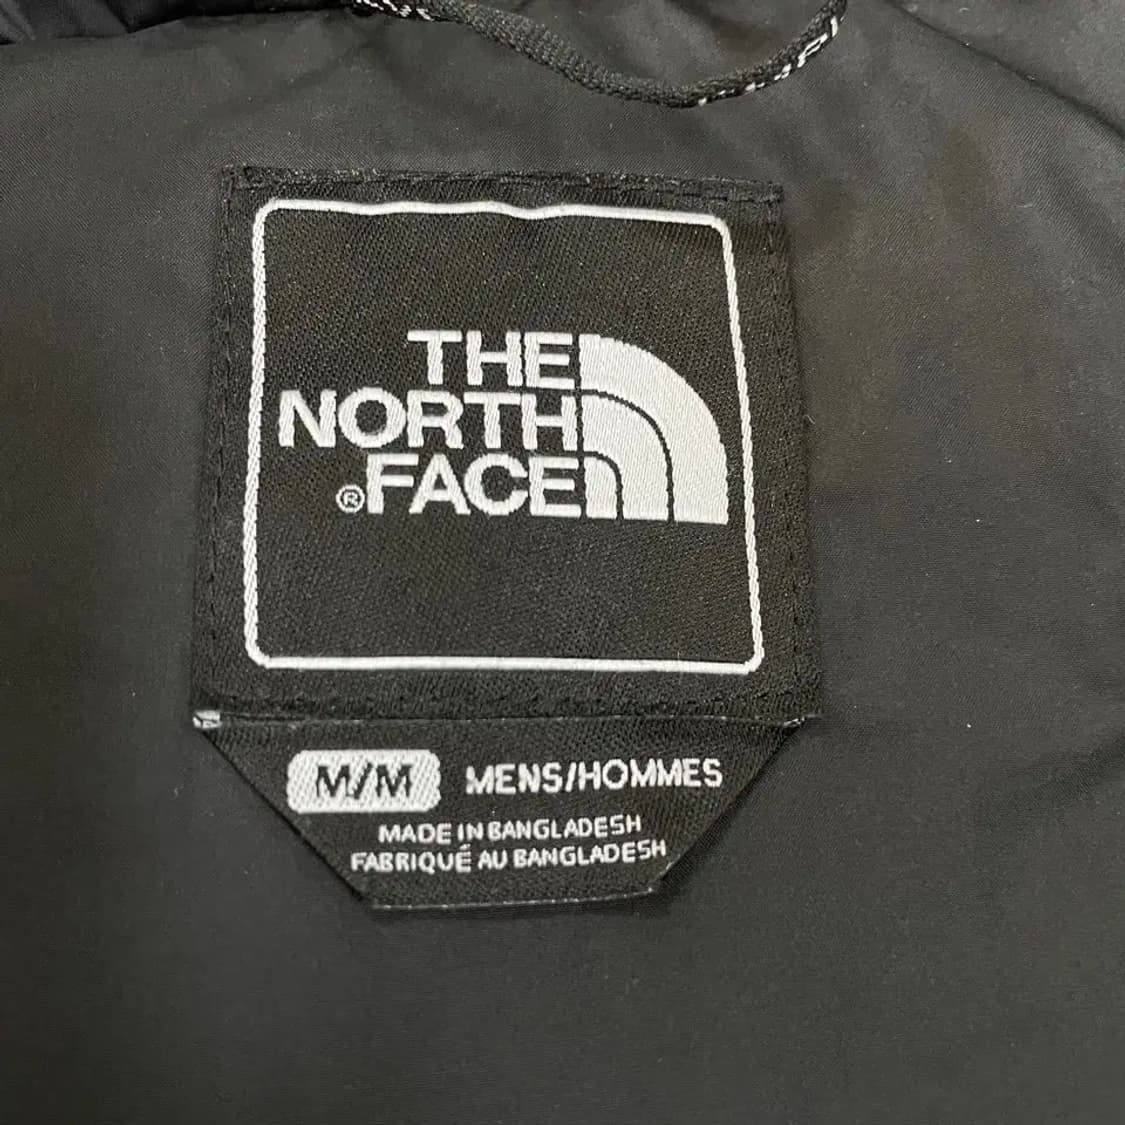 THE
NORTH
®FACE
M/M MENS/HOMMES
MADE IN BANGLADESH
FABRIQUÉ AU BANGLADESH